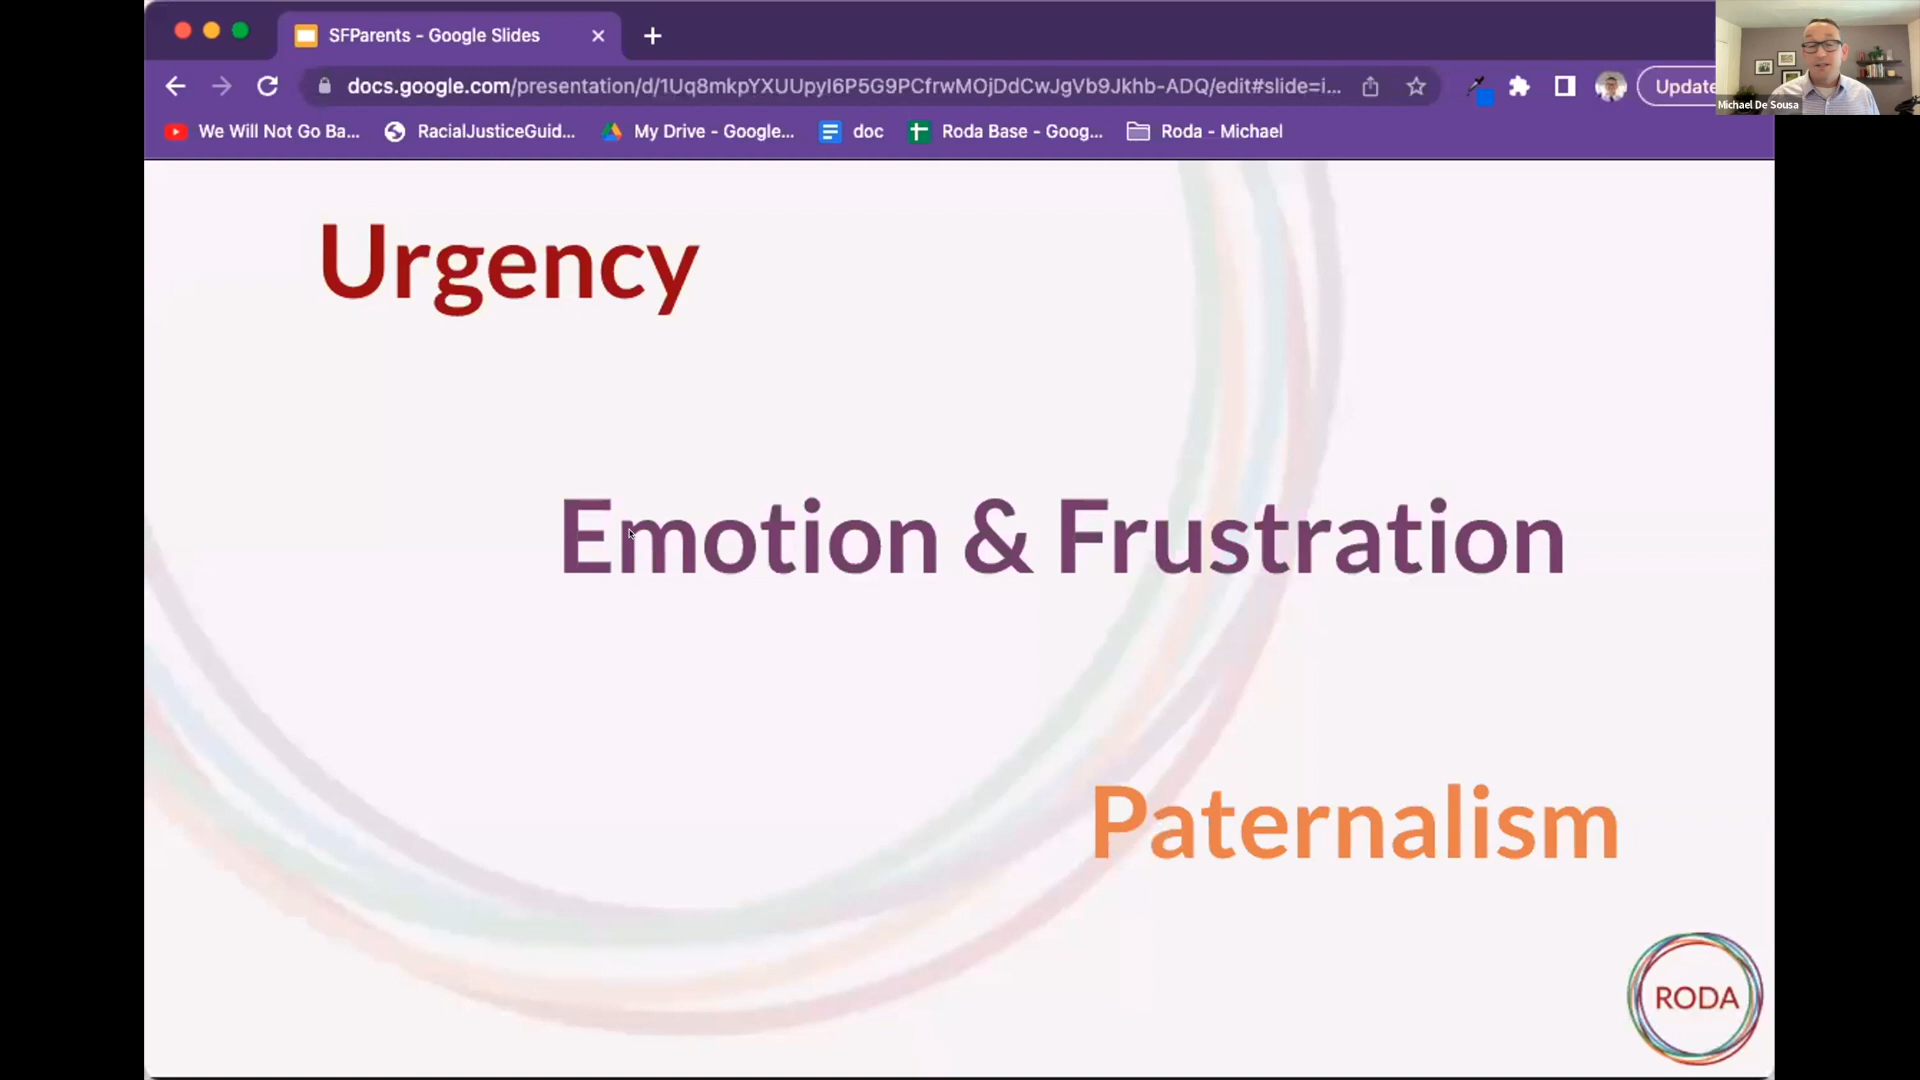 SFParents - Google Slides
docs.google.com/presentation/d/1Uq8mkpYXUUpyI6P5G9PCfrwMOjDdCwJgVb9Jkhb-ADQ/edit#slide=i...
Update
Michael De Sousa
We Will Not Go Ba...
RacialJusticeGuid...
My Drive - Google...
doc
Roda Base - Goog...
Roda - Michael
Urgency
Emotion & Frustration
Paternalism
RODA